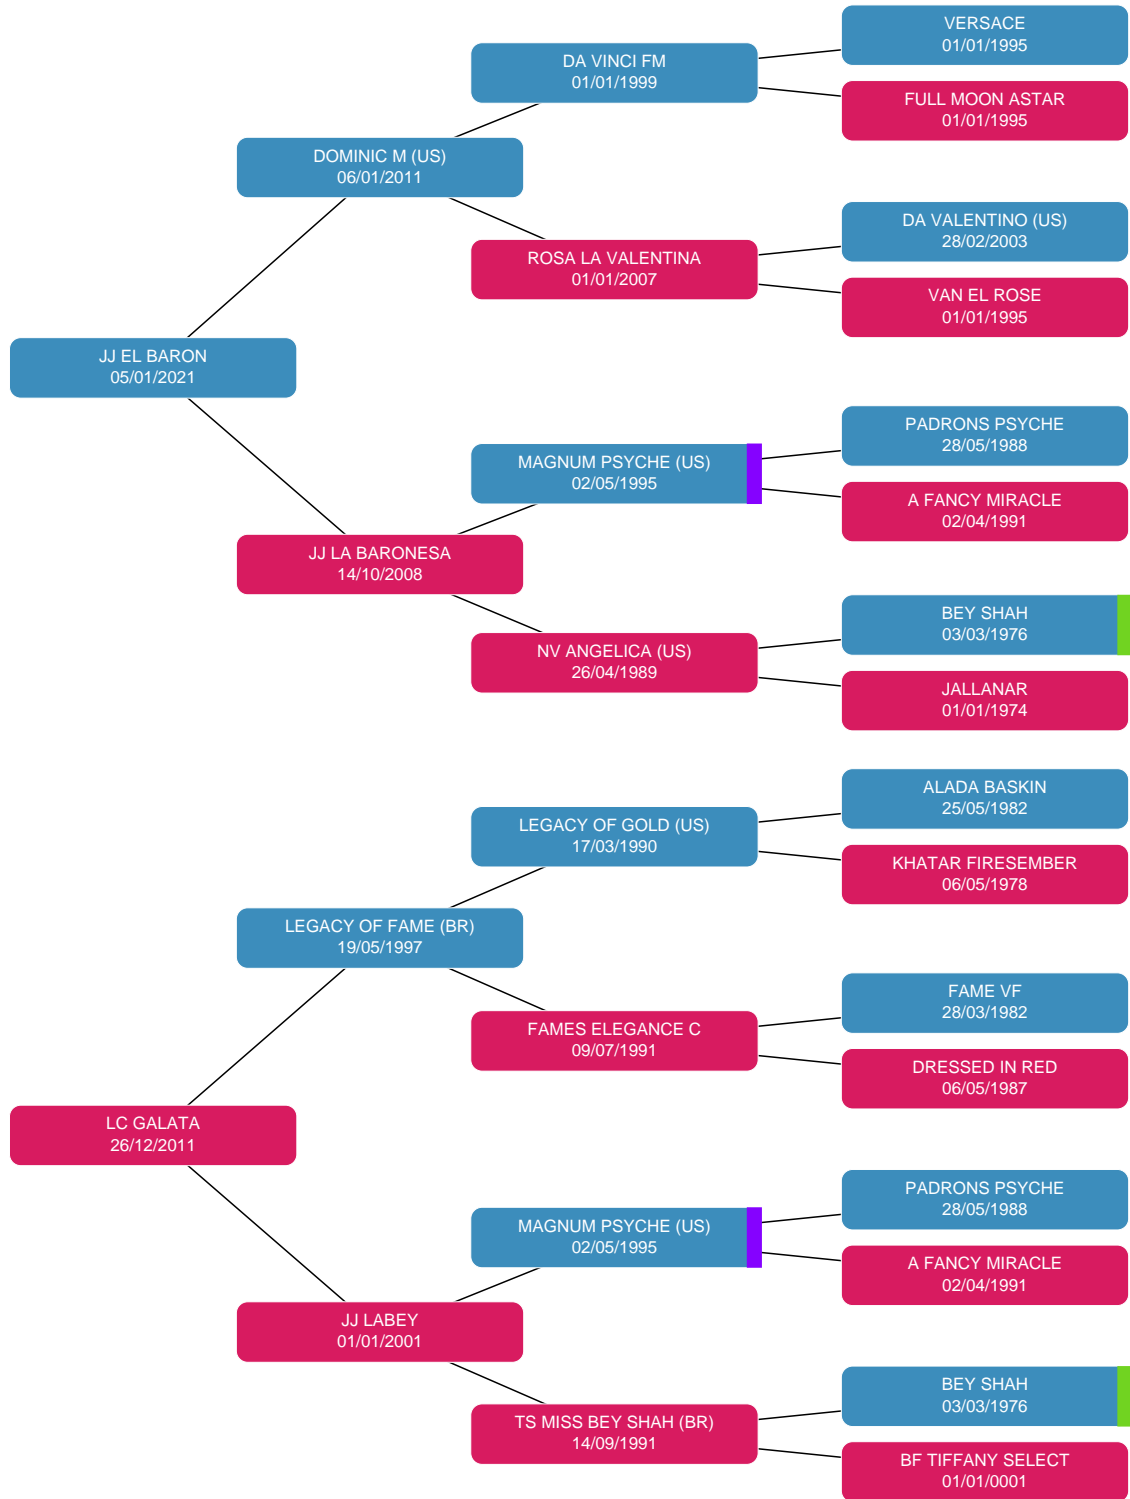 VERSACE
01/01/1995
DA VINCI FM
01/01/1999
FULL MOON ASTAR
01/01/1995
DOMINIC M (US)
06/01/2011
DA VALENTINO (US)
28/02/2003
ROSA LA VALENTINA
01/01/2007
VAN EL ROSE
01/01/1995
JJ EL BARON
05/01/2021
PADRONS PSYCHE
28/05/1988
MAGNUM PSYCHE (US)
02/05/1995
A FANCY MIRACLE
02/04/1991
JJ LA BARONESA
14/10/2008
BEY SHAH
03/03/1976
NV ANGELICA (US)
26/04/1989
JALLANAR
01/01/1974
ALADA BASKIN
25/05/1982
LEGACY OF GOLD (US)
17/03/1990
KHATAR FIRESEMBER
06/05/1978
LEGACY OF FAME (BR)
19/05/1997
FAME VF
28/03/1982
FAMES ELEGANCE C
09/07/1991
DRESSED IN RED
06/05/1987
LC GALATA
26/12/2011
PADRONS PSYCHE
28/05/1988
MAGNUM PSYCHE (US)
02/05/1995
A FANCY MIRACLE
02/04/1991
JJ LABEY
01/01/2001
BEY SHAH
03/03/1976
TS MISS BEY SHAH (BR)
14/09/1991
BF TIFFANY SELECT
01/01/0001